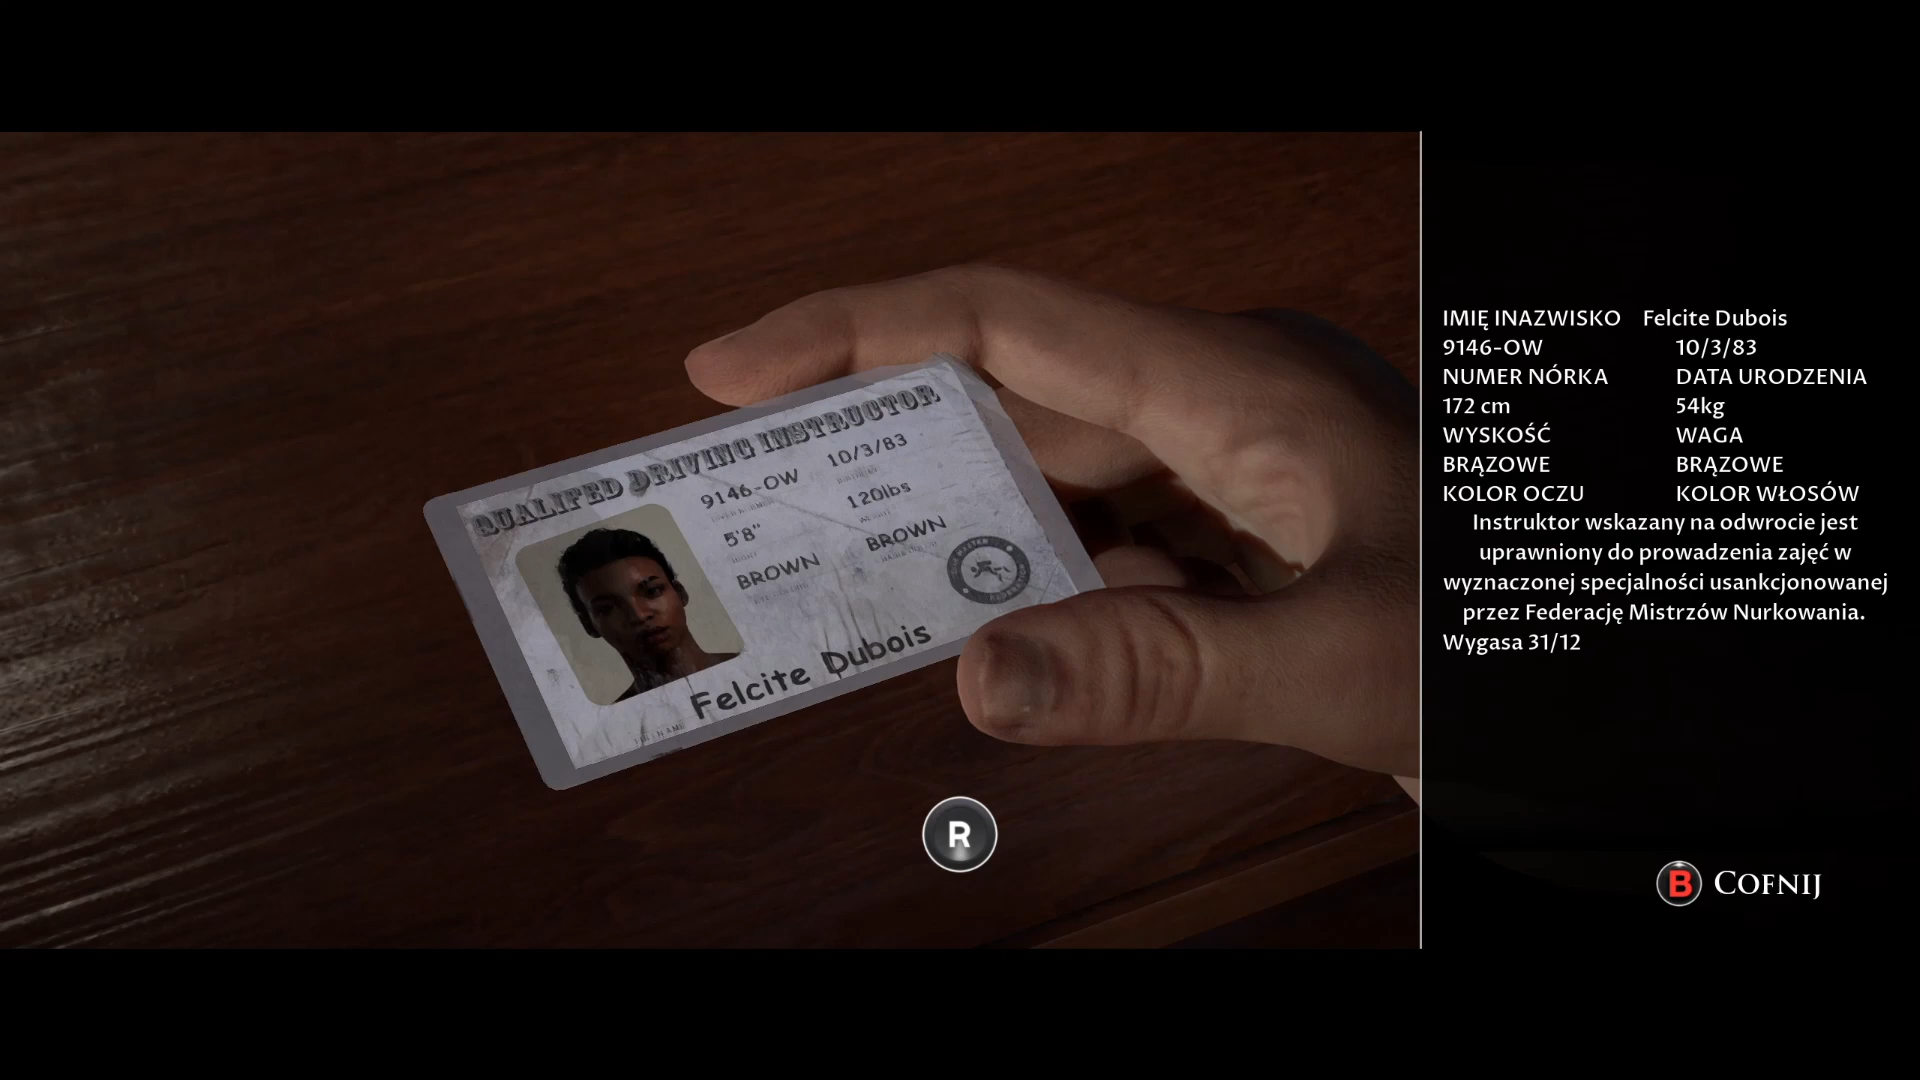 QUALIFED DRIVING INSTRUCTOR
9146-OW 10/3/83
5'8" 120lbs
BROWN BROWN
Felcite Dubois
R
IMIĘ INAZWISKO Felcite Dubois
9146-OW 10/3/83
NUMER NÓRKA DATA URODZENIA
172 cm 54kg
WYSKOŚĆ WAGA
BRĄZOWE BRĄZOWE
KOLOR OCZU KOLOR WŁOSÓW
Instruktor wskazany na odwrocie jest
uprawniony do prowadzenia zajęć w
wyznaczonej specjalności usankcjonowanej
przez Federację Mistrzów Nurkowania.
Wygasa 31/12
B COFNIJ